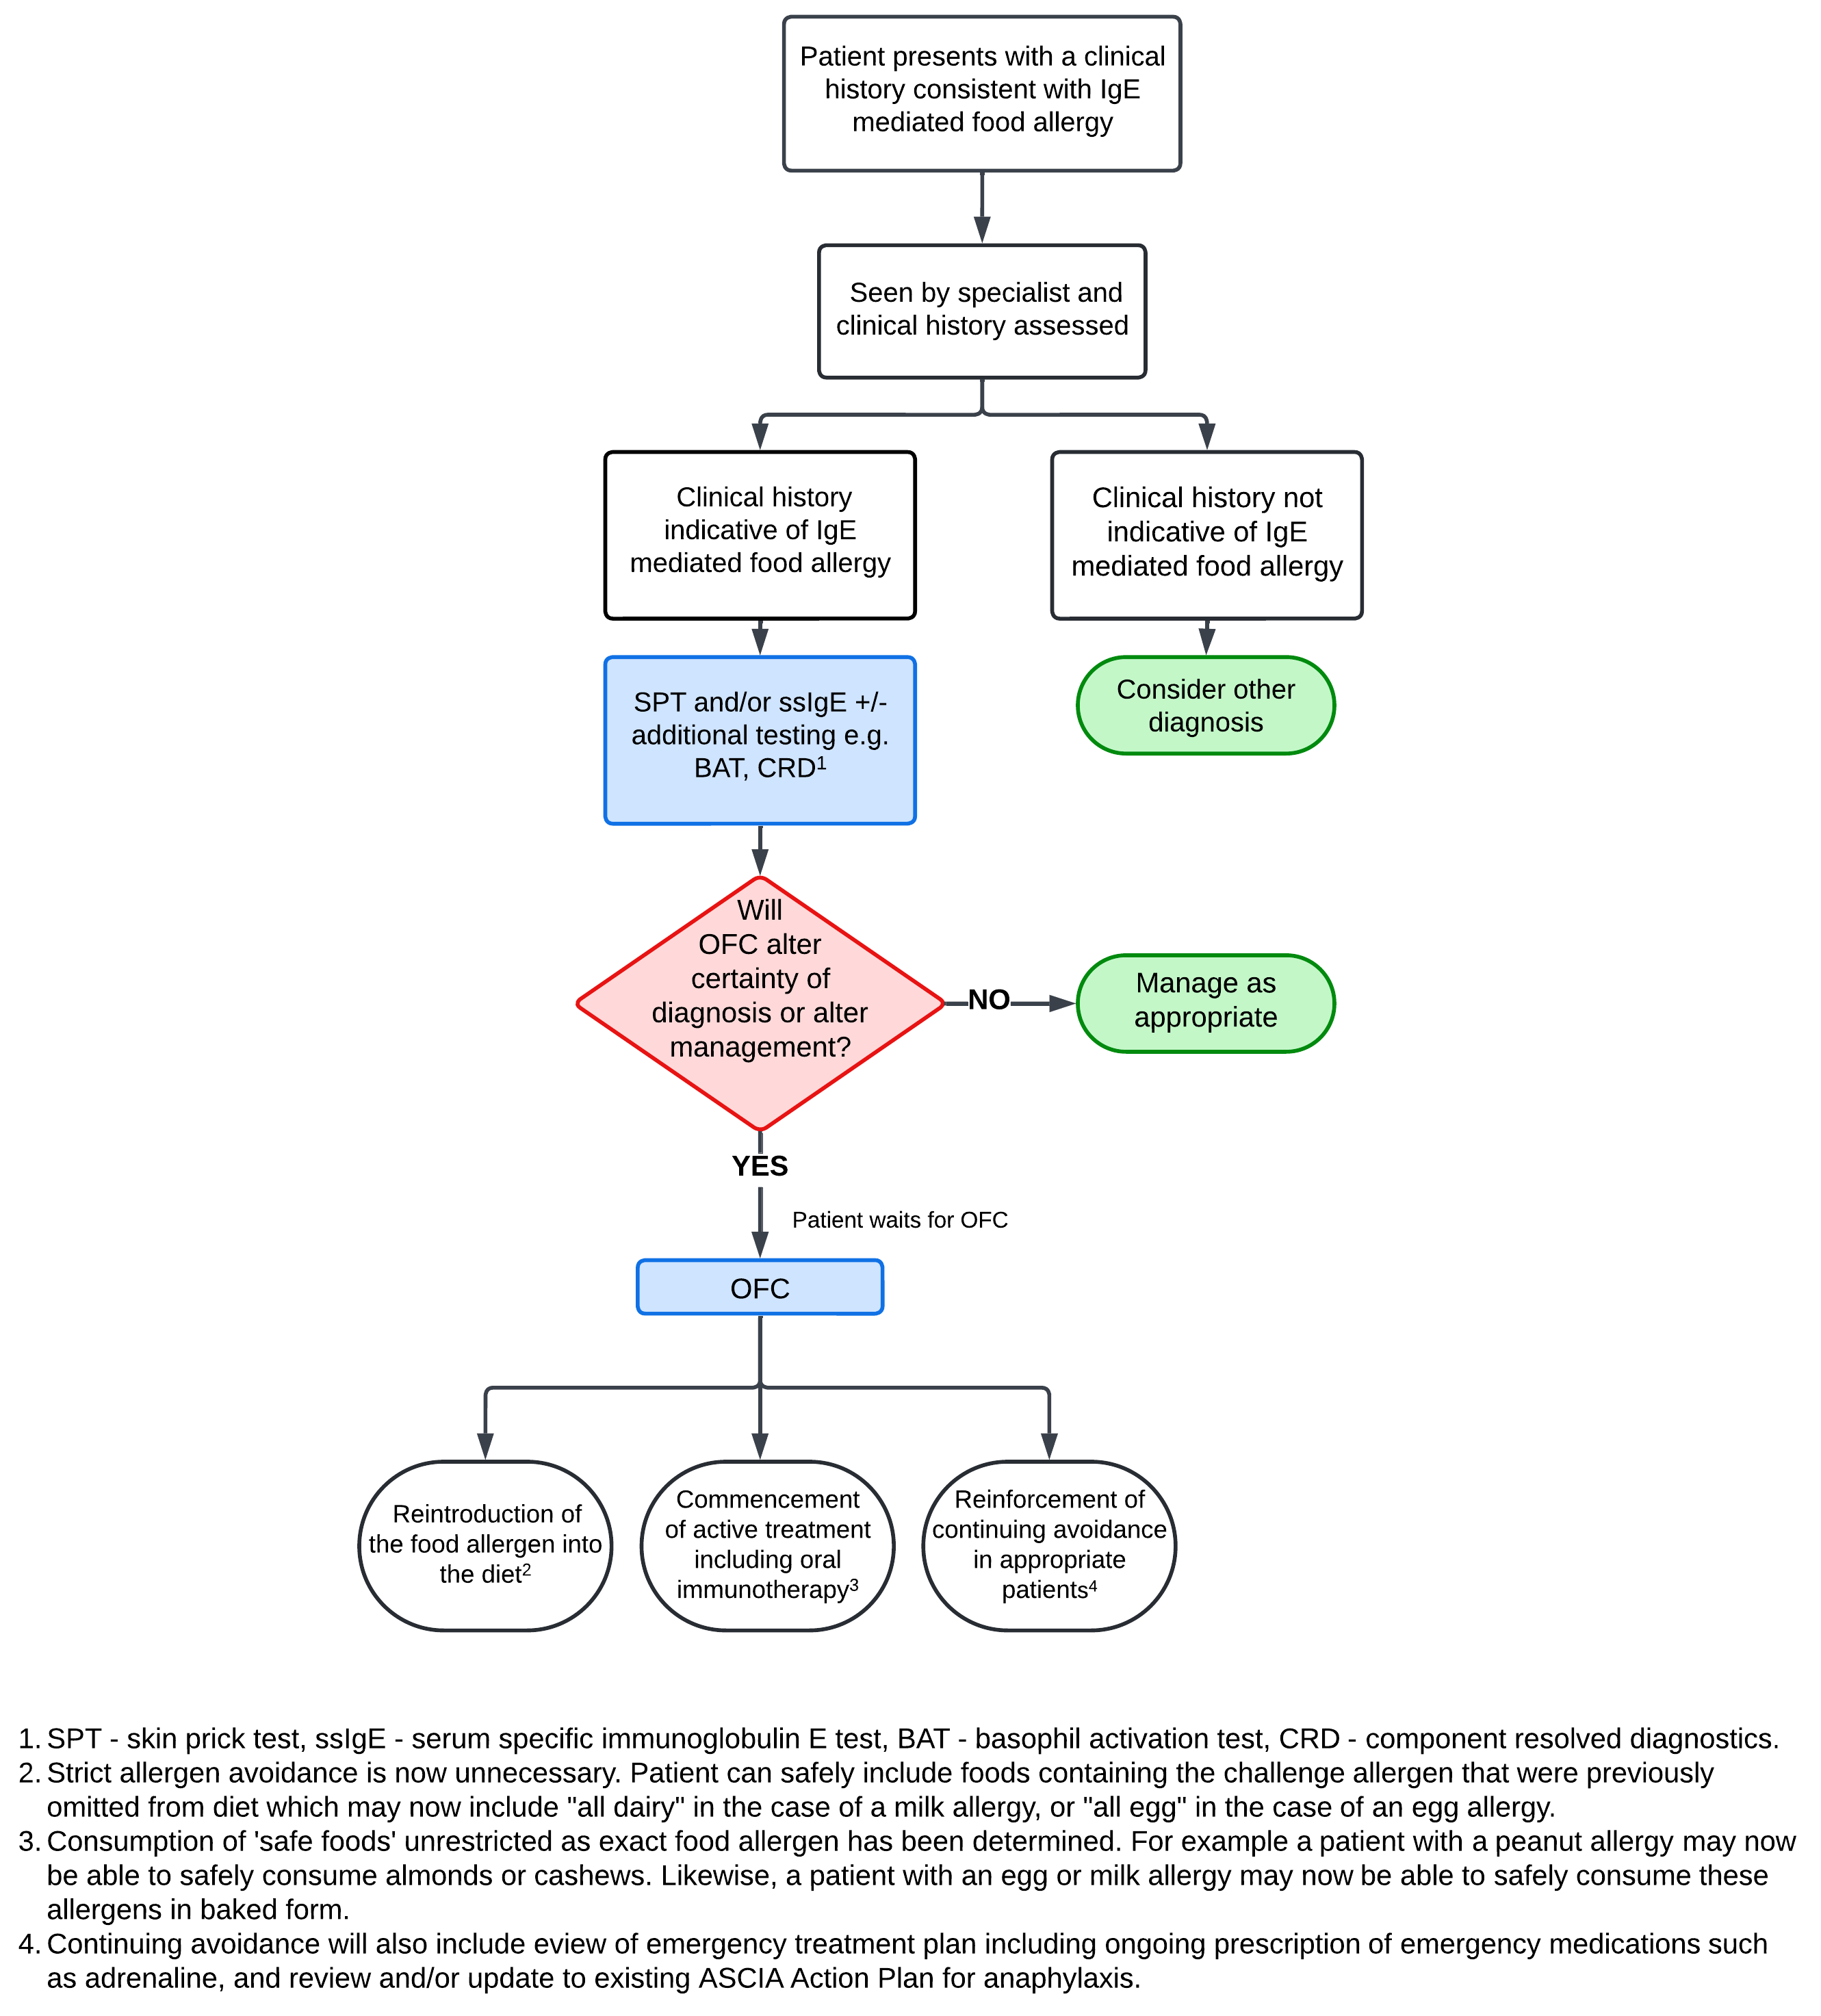 Patient presents with a clinical
history consistent with IgE
mediated food allergy
Seen by specialist and
clinical history assessed
Clinical history
indicative of IgE
mediated food allergy
Clinical history not
indicative of IgE
mediated food allergy
SPT and/or ssIgE +/-
additional testing e.g.
BAT, CRD¹
Consider other
diagnosis
Will
OFC alter
certainty of
diagnosis or alter
management?
NO
Manage as
appropriate
YES
Patient waits for OFC
OFC
Reintroduction of
the food allergen into
the diet²
Commencement
of active treatment
including oral
immunotherapy³
Reinforcement of
continuing avoidance
in appropriate
patients⁴
1. SPT - skin prick test, ssIgE - serum specific immunoglobulin E test, BAT - basophil activation test, CRD - component resolved diagnostics.
2. Strict allergen avoidance is now unnecessary. Patient can safely include foods containing the challenge allergen that were previously
omitted from diet which may now include "all dairy" in the case of a milk allergy, or "all egg" in the case of an egg allergy.
3. Consumption of 'safe foods' unrestricted as exact food allergen has been determined. For example a patient with a peanut allergy may now
be able to safely consume almonds or cashews. Likewise, a patient with an egg or milk allergy may now be able to safely consume these
allergens in baked form.
4. Continuing avoidance will also include eview of emergency treatment plan including ongoing prescription of emergency medications such
as adrenaline, and review and/or update to existing ASCIA Action Plan for anaphylaxis.